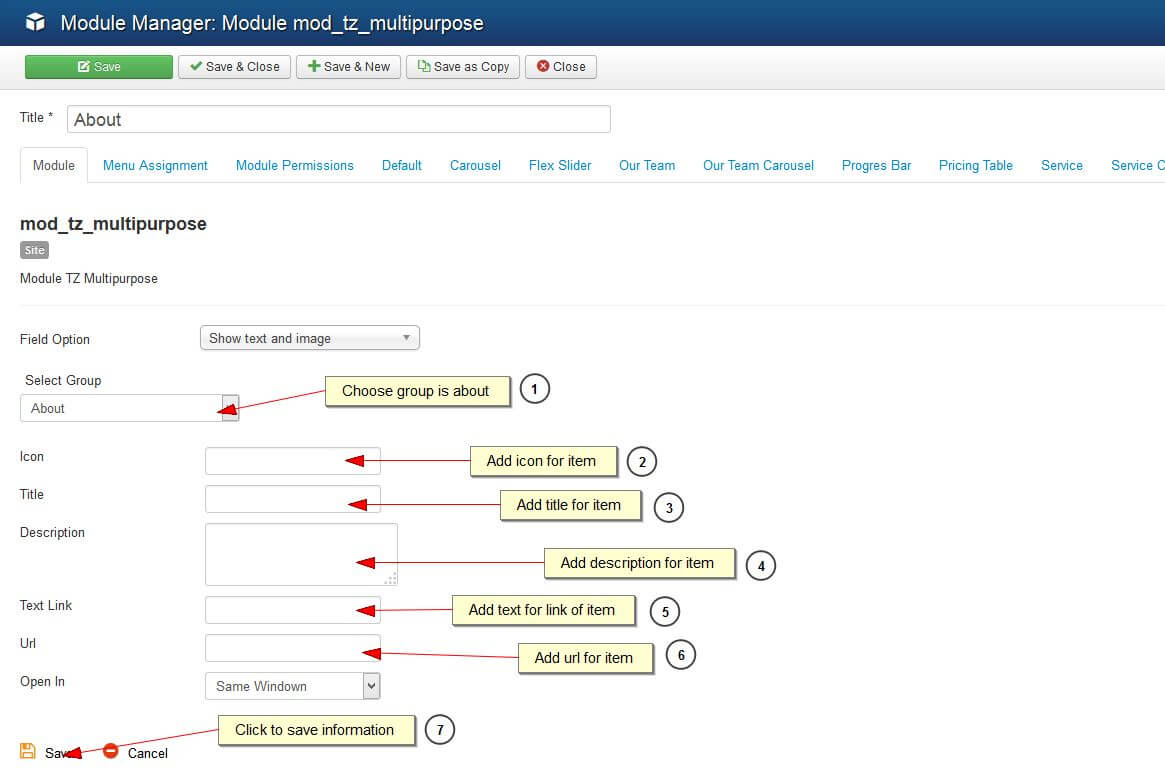 Module Manager: Module mod_tz_multipurpose
Save Save & Close Save & New Save as Copy Close
Title * About
Module Menu Assignment Module Permissions Default Carousel Flex Slider Our Team Our Team Carousel Progres Bar Pricing Table Service Service C
mod_tz_multipurpose
Site
Module TZ Multipurpose
Field Option Show text and image
Select Group
Choose group is about 1
About
Icon Add icon for item 2
Title Add title for item 3
Description
Add description for item 4
Text Link Add text for link of item 5
Url Add url for item 6
Open In Same Window
Click to save information 7
Save Cancel